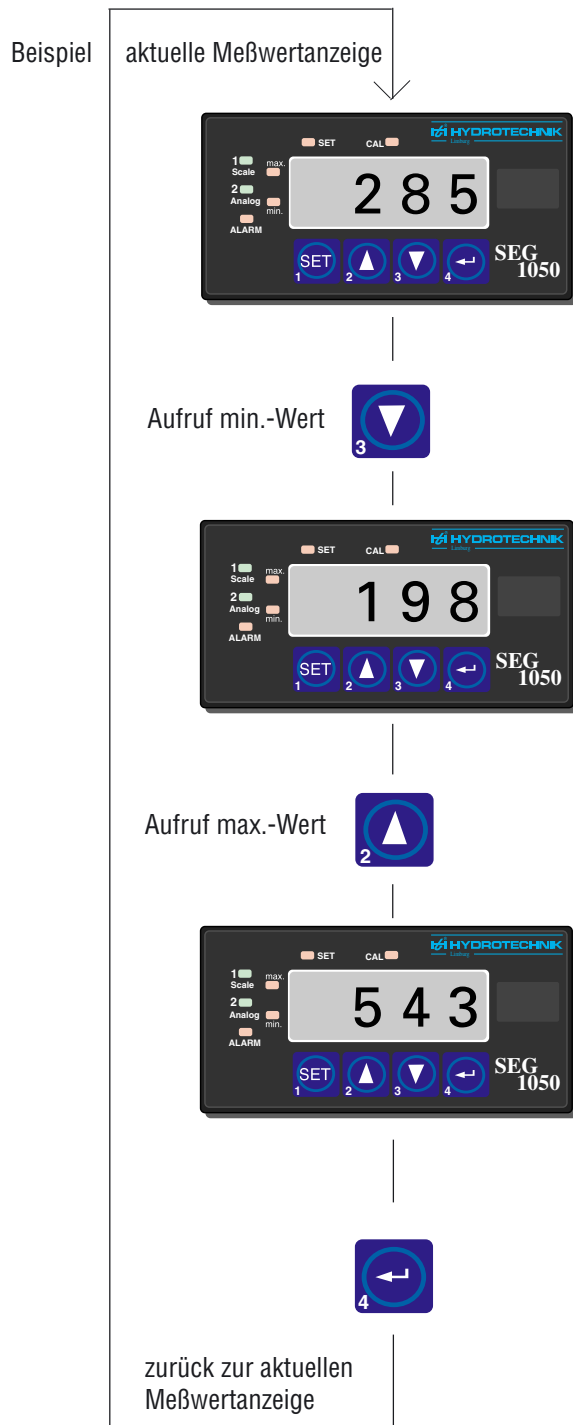 Beispiel
aktuelle Meßwertanzeige
HYDROTECHNIK
Limburg
SET CAL
1 max.
Scale
2
Analog
min.
ALARM
285
SET
1 2 3 4
SEG
1050
Aufruf min.-Wert
3
HYDROTECHNIK
Limburg
SET CAL
1 max.
Scale
2
Analog
min.
ALARM
198
SET
1 2 3 4
SEG
1050
Aufruf max.-Wert
2
HYDROTECHNIK
Limburg
SET CAL
1 max.
Scale
2
Analog
min.
ALARM
543
SET
1 2 3 4
SEG
1050
4
zurück zur aktuellen
Meßwertanzeige